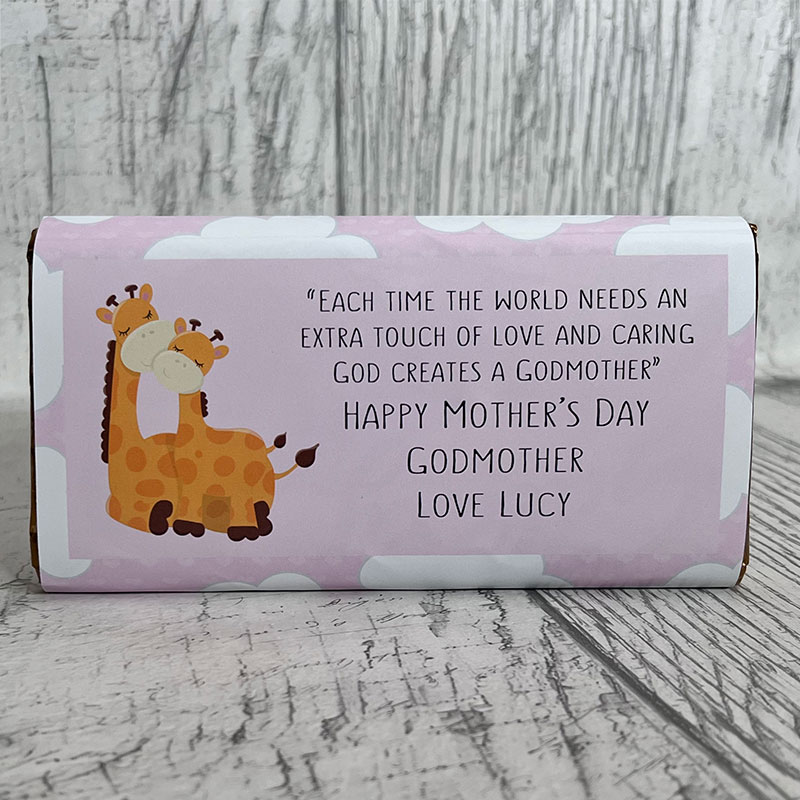 “Each time the world needs an
extra touch of love and caring
God creates a Godmother”
Happy Mother’s Day
Godmother
Love Lucy